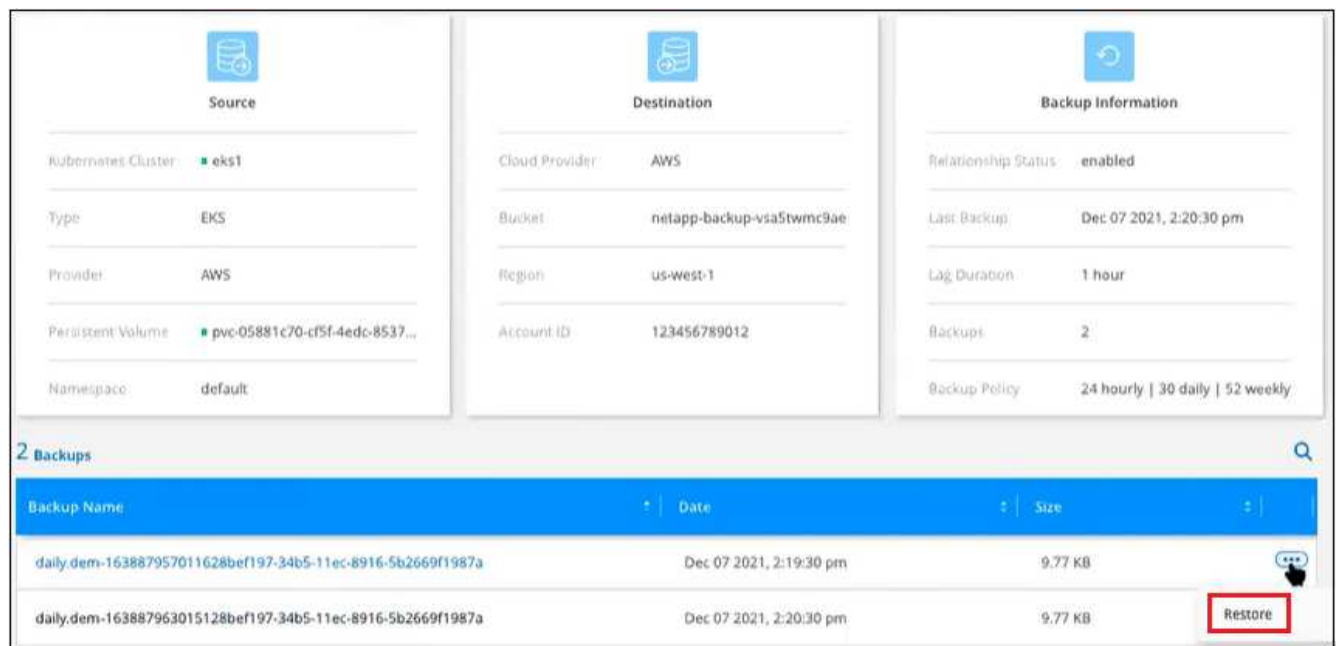 Source
Kubernetes Cluster eks1
Type EKS
Provider AWS
Persistent Volume pvc-05881c70-cf5f-4edc-8537...
Namespace default
Destination
Cloud Provider AWS
Bucket netapp-backup-vsa5twmc9ae
Region us-west-1
Account ID 123456789012
Backup Information
Relationship Status enabled
Last Backup Dec 07 2021, 2:20:30 pm
Lag Duration 1 hour
Backups 2
Backup Policy 24 hourly | 30 daily | 52 weekly
2 Backups
Backup Name Date Size
daily.dem-163887957011628bef197-34b5-11ec-8916-5b2669f1987a Dec 07 2021, 2:19:30 pm 9.77 KB
daily.dem-163887963015128bef197-34b5-11ec-8916-5b2669f1987a Dec 07 2021, 2:20:30 pm 9.77 KB
Restore